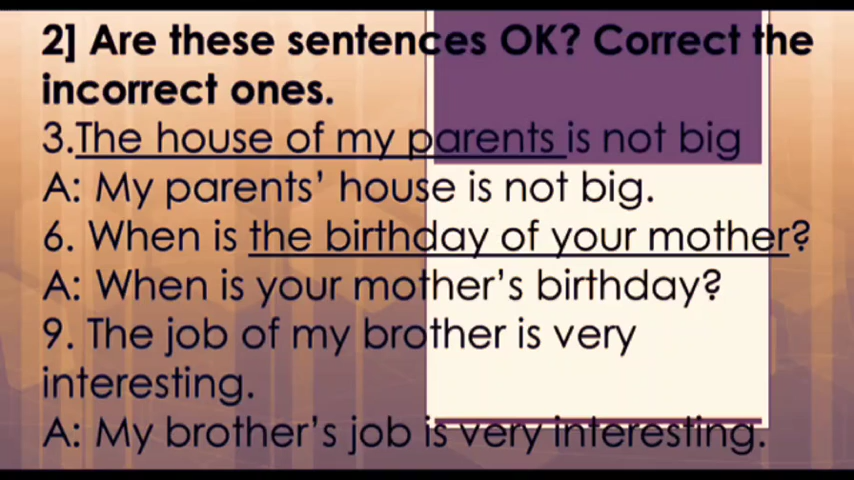 2] Are these sentences OK? Correct the
incorrect ones.
3.The house of my parents is not big
A: My parents’ house is not big.
6. When is the birthday of your mother?
A: When is your mother’s birthday?
9. The job of my brother is very
interesting.
A: My brother’s job is very interesting.